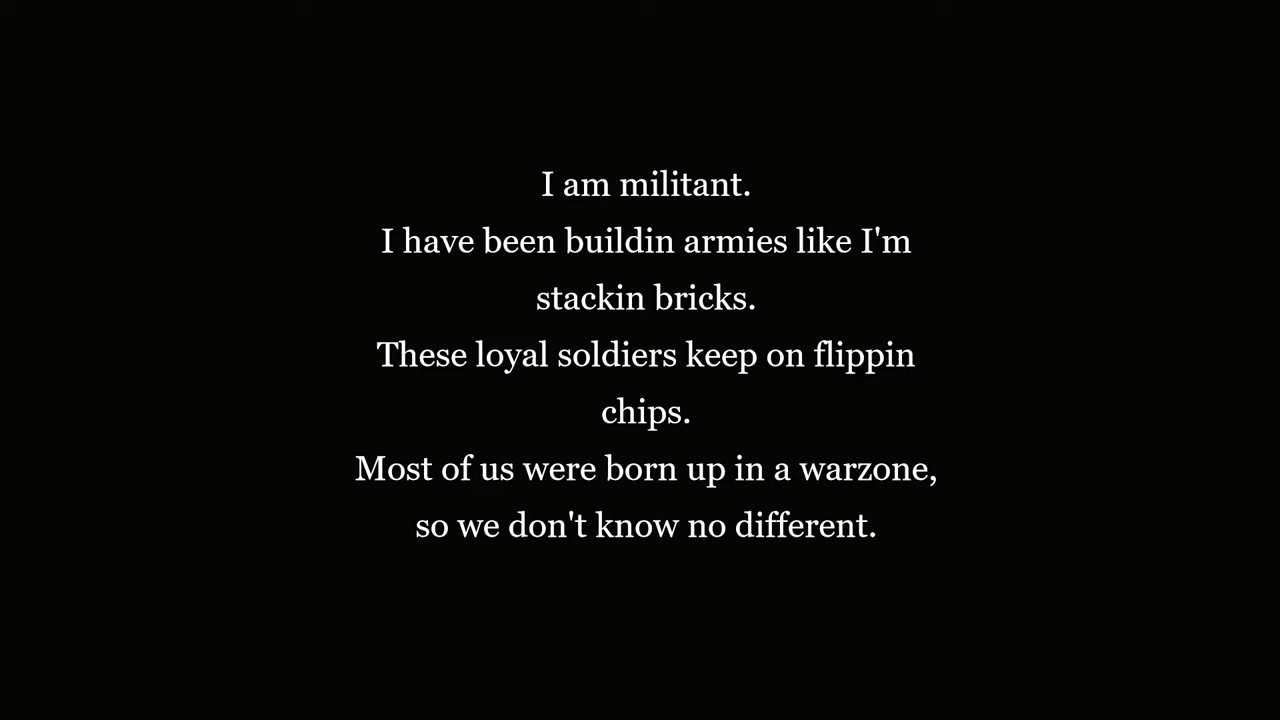 I am militant.
I have been buildin armies like I'm
stackin bricks.
These loyal soldiers keep on flippin
chips.
Most of us were born up in a warzone,
so we don't know no different.